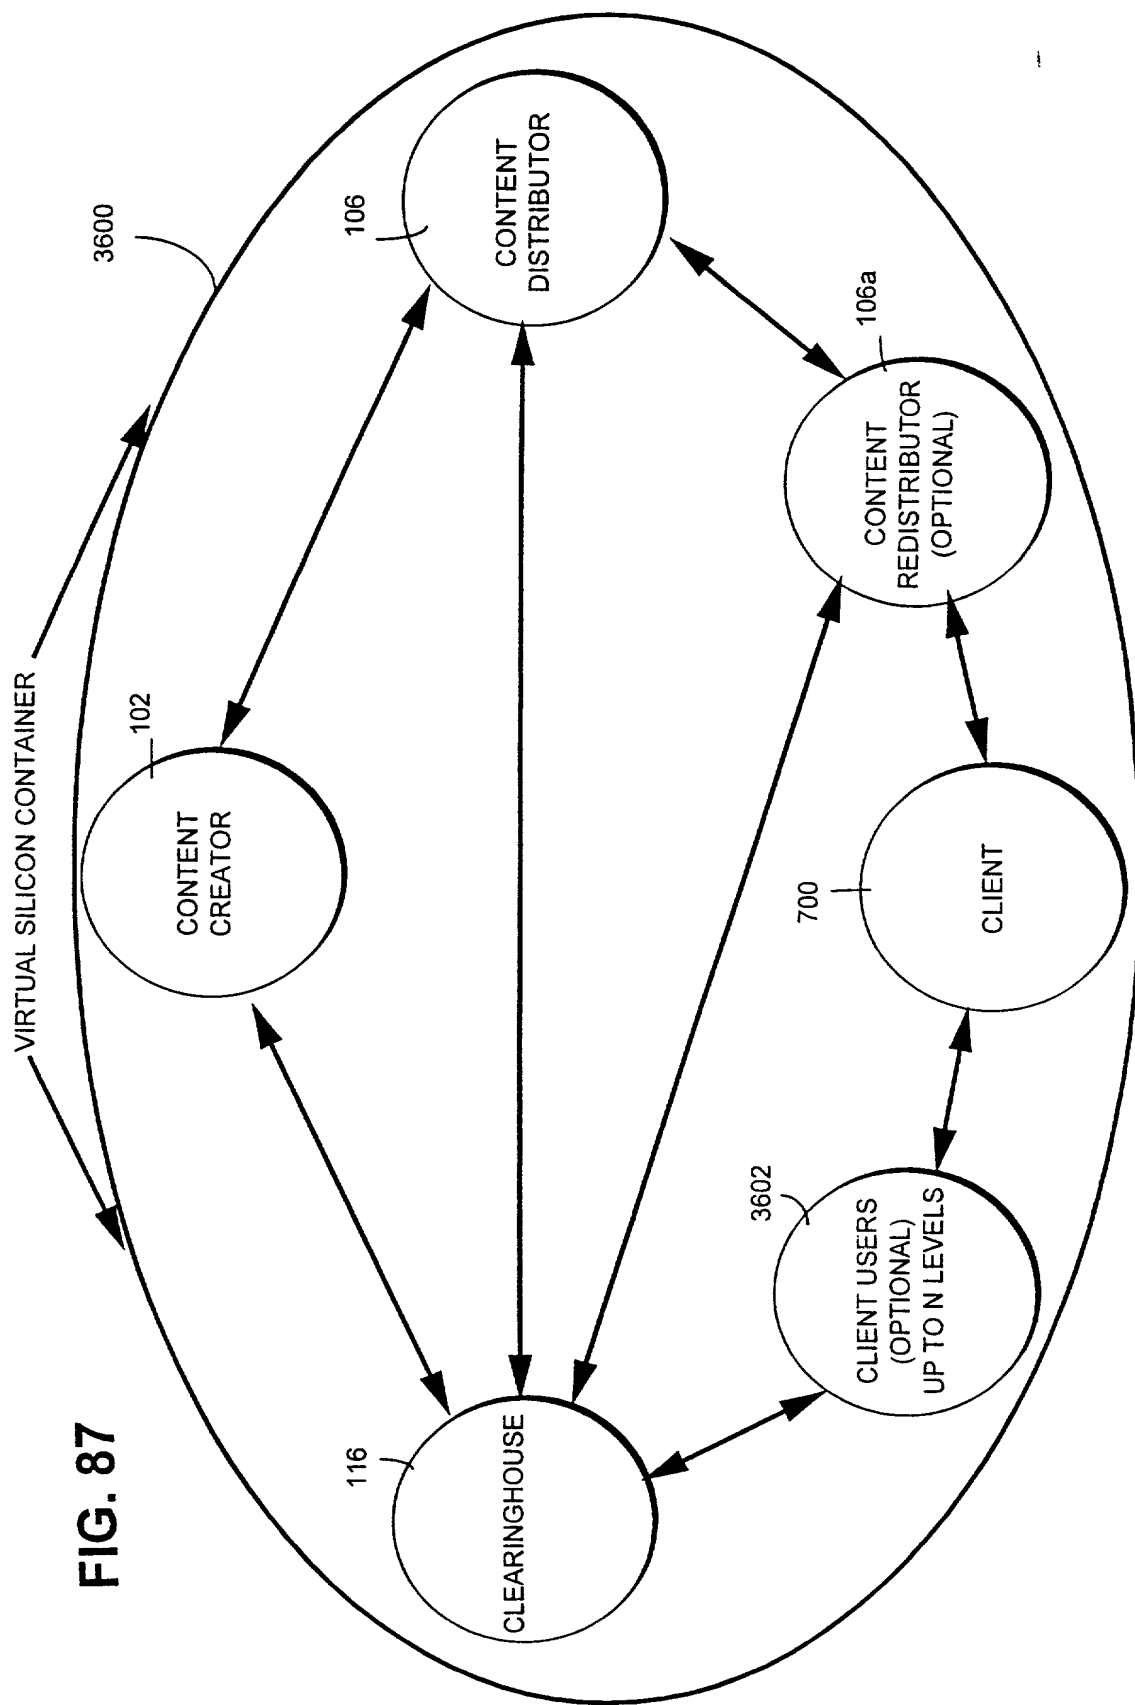 FIG. 87
VIRTUAL SILICON CONTAINER
3600
102
CONTENT
CREATOR
116
CLEARINGHOUSE
106
CONTENT
DISTRIBUTOR
106a
CONTENT
REDISTRIBUTOR
(OPTIONAL)
3602
CLIENT USERS
(OPTIONAL)
UP TO N LEVELS
700
CLIENT